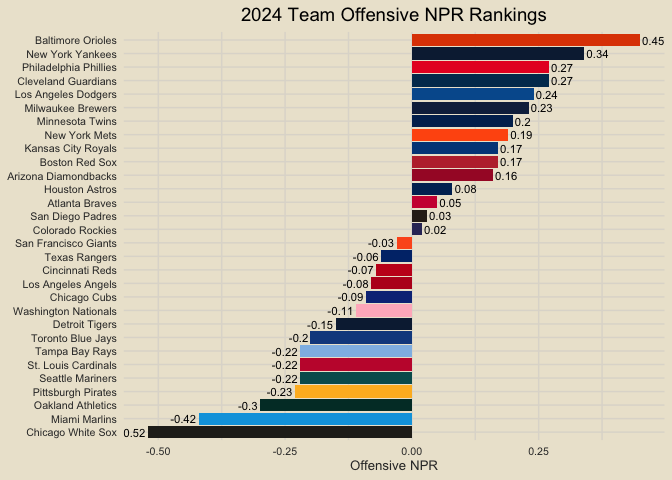 2024 Team Offensive NPR Rankings
Baltimore Orioles 0.45
New York Yankees 0.34
Philadelphia Phillies 0.27
Cleveland Guardians 0.27
Los Angeles Dodgers 0.24
Milwaukee Brewers 0.23
Minnesota Twins 0.2
New York Mets 0.19
Kansas City Royals 0.17
Boston Red Sox 0.17
Arizona Diamondbacks 0.16
Houston Astros 0.08
Atlanta Braves 0.05
San Diego Padres 0.03
Colorado Rockies 0.02
San Francisco Giants -0.03
Texas Rangers -0.06
Cincinnati Reds -0.07
Los Angeles Angels -0.08
Chicago Cubs -0.09
Washington Nationals -0.11
Detroit Tigers -0.15
Toronto Blue Jays -0.2
Tampa Bay Rays -0.22
St. Louis Cardinals -0.22
Seattle Mariners -0.22
Pittsburgh Pirates -0.23
Oakland Athletics -0.3
Miami Marlins -0.42
Chicago White Sox 0.52
-0.50 -0.25 0.00 0.25
Offensive NPR